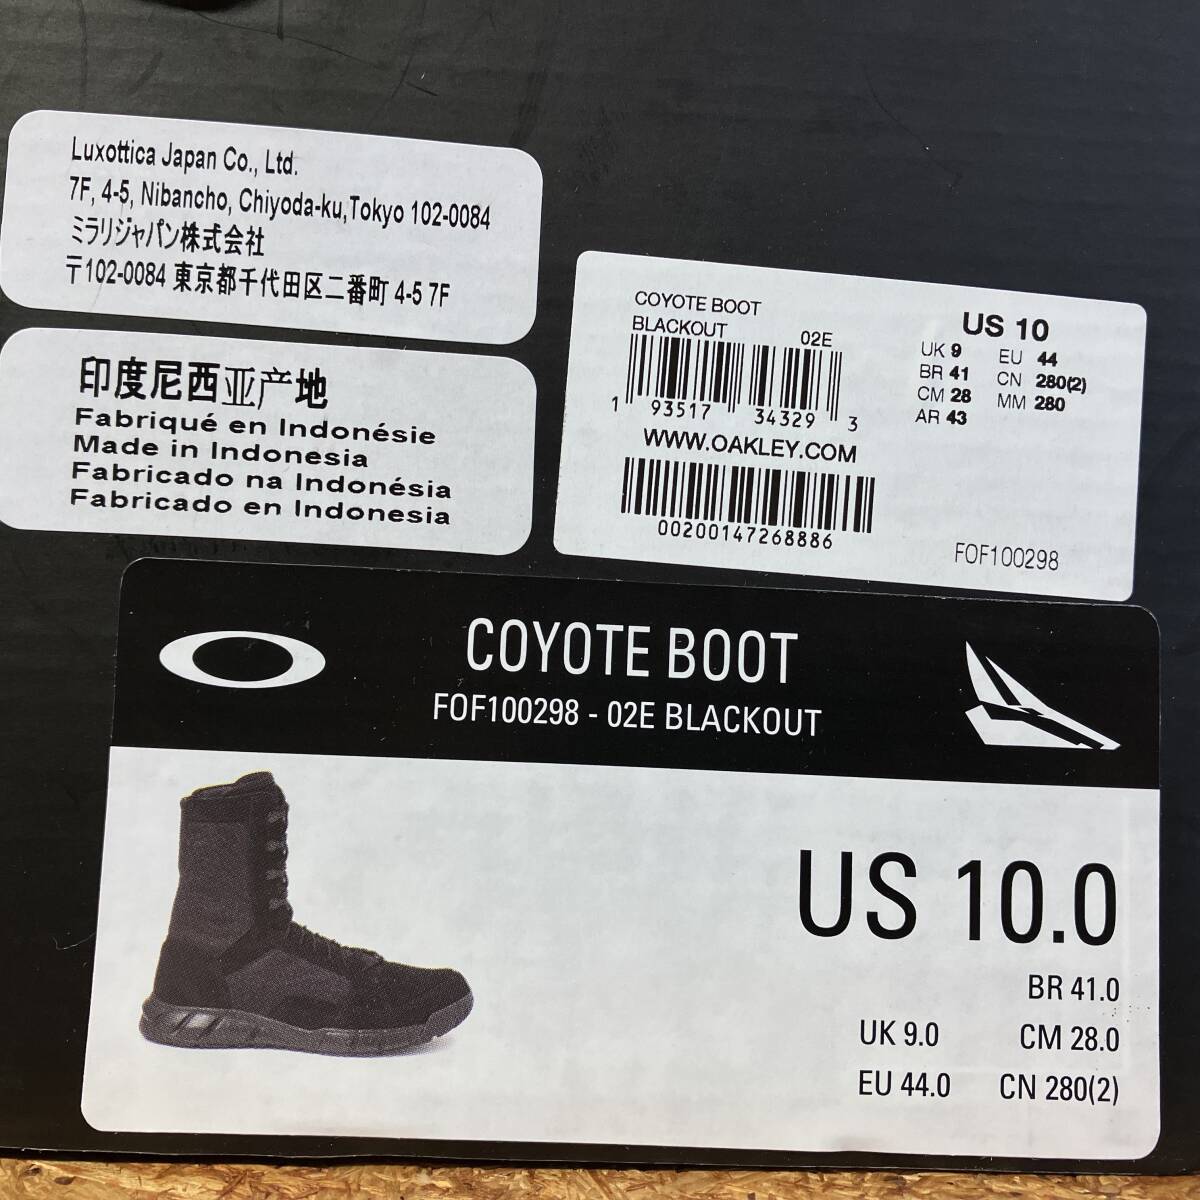 Luxottica Japan Co., Ltd.
7F, 4-5, Nibancho, Chiyoda-ku,Tokyo 102-0084
ミラリジャパン株式会社
〒102-0084 東京都千代田区二番町 4-5 7F
印度尼西亚产地
Fabriqué en Indonésie
Made in Indonesia
Fabricado na Indonésia
Fabricado en Indonesia
COYOTE BOOT
BLACKOUT 02E
1 93517 34329 3
WWW.OAKLEY.COM
00200147268886
US 10
UK 9 EU 44
BR 41 CN 280(2)
CM 28 MM 280
AR 43
FOF100298
COYOTE BOOT
FOF100298 - 02E BLACKOUT
US 10.0
BR 41.0
UK 9.0 CM 28.0
EU 44.0 CN 280(2)